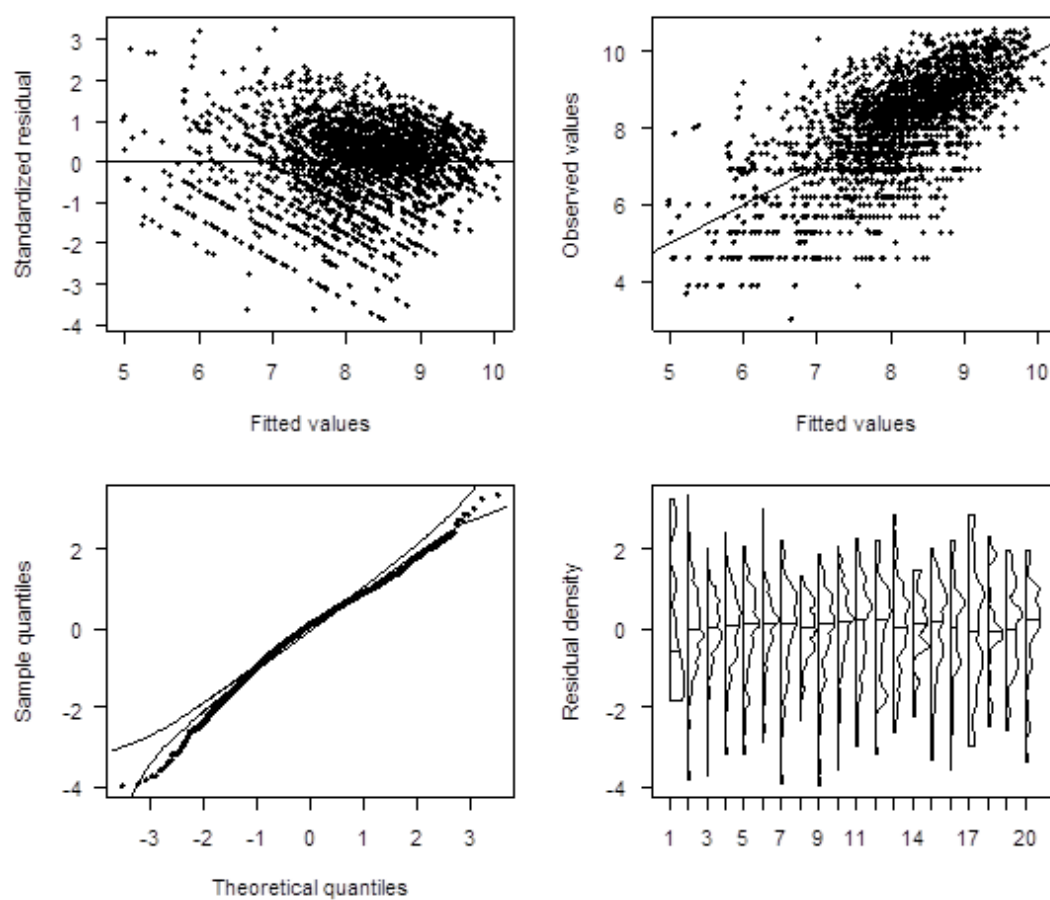 Standardized residual
3
2
1
0
-1
-2
-3
-4
5 6 7 8 9 10
Fitted values
Observed values
10
8
6
4
5 6 7 8 9 10
Fitted values
Sample quantiles
2
0
-2
-4
-3 -2 -1 0 1 2 3
Theoretical quantiles
Residual density
2
0
-2
-4
1 3 5 7 9 11 14 17 20